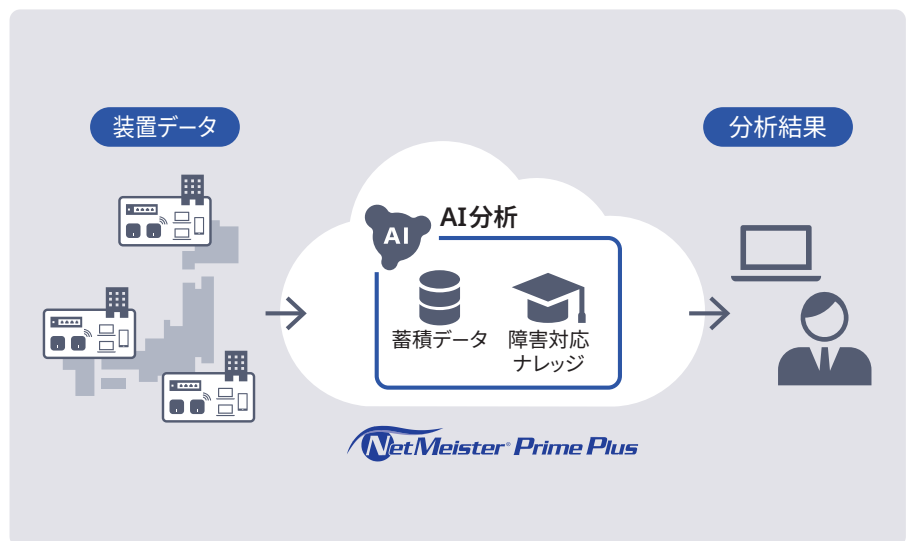 装置データ
分析結果
AI
AI分析
蓄積データ
障害対応
ナレッジ
NetMeister® Prime Plus